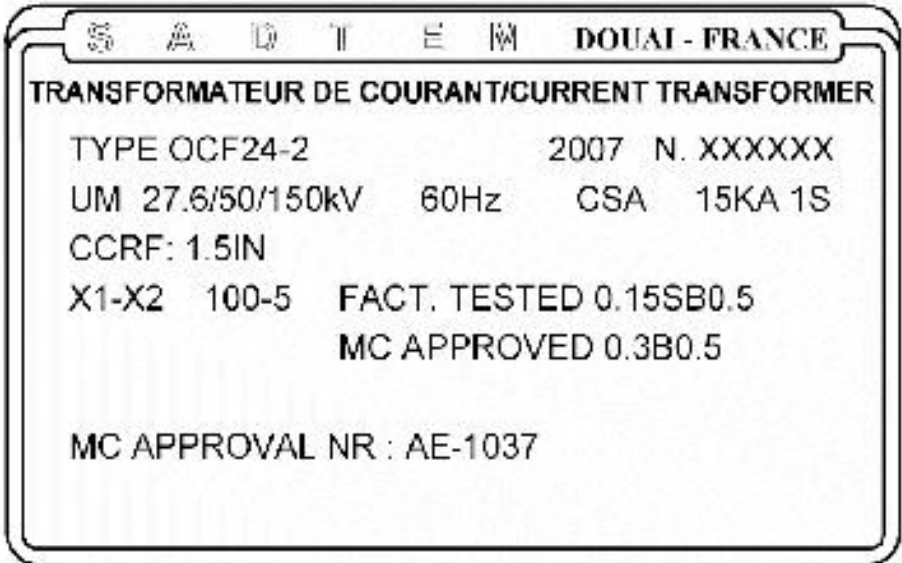 S A D T E M DOUAI - FRANCE
TRANSFORMATEUR DE COURANT/CURRENT TRANSFORMER
TYPE OCF24-2 2007 N. XXXXXX
UM 27.6/50/150kV 60Hz CSA 15KA 1S
CCRF: 1.5IN
X1-X2 100-5 FACT. TESTED 0.15SB0.5
MC APPROVED 0.3B0.5
MC APPROVAL NR : AE-1037